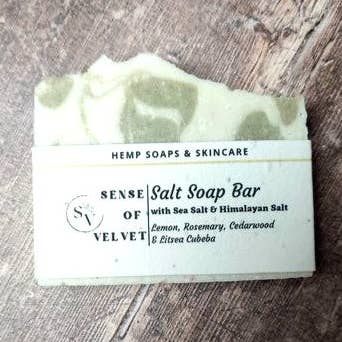 HEMP SOAPS & SKINCARE
SENSE
OF
VELVET
SV
Salt Soap Bar
with Sea Salt & Himalayan Salt
Lemon, Rosemary, Cedarwood
& Litsea Cubeba